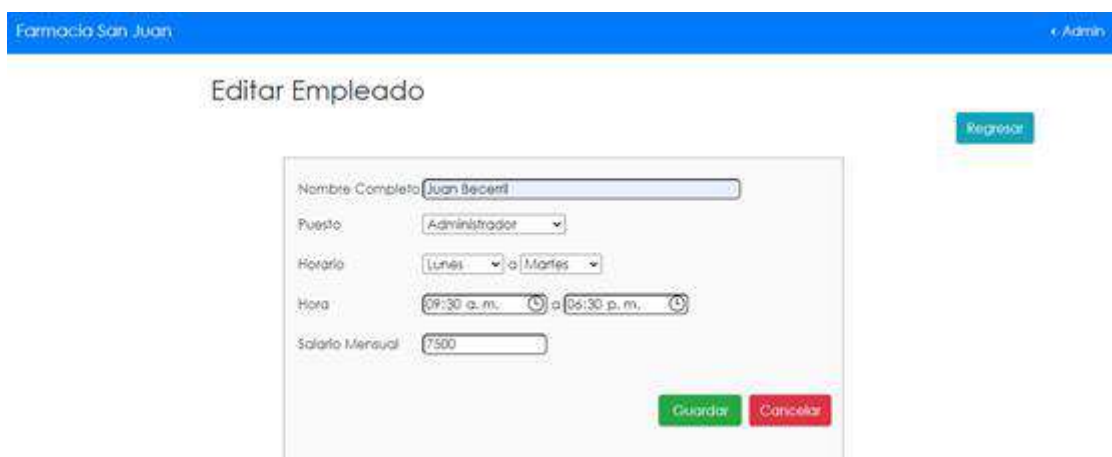 Farmacia San Juan
Admin
Editar Empleado
Regresar
Nombre Completo Juan Becerril
Puesto Administrador
Horario Lunes a Martes
Hora 09:30 a. m. a 06:30 p. m.
Salario Mensual 7500
Guardar Cancelar